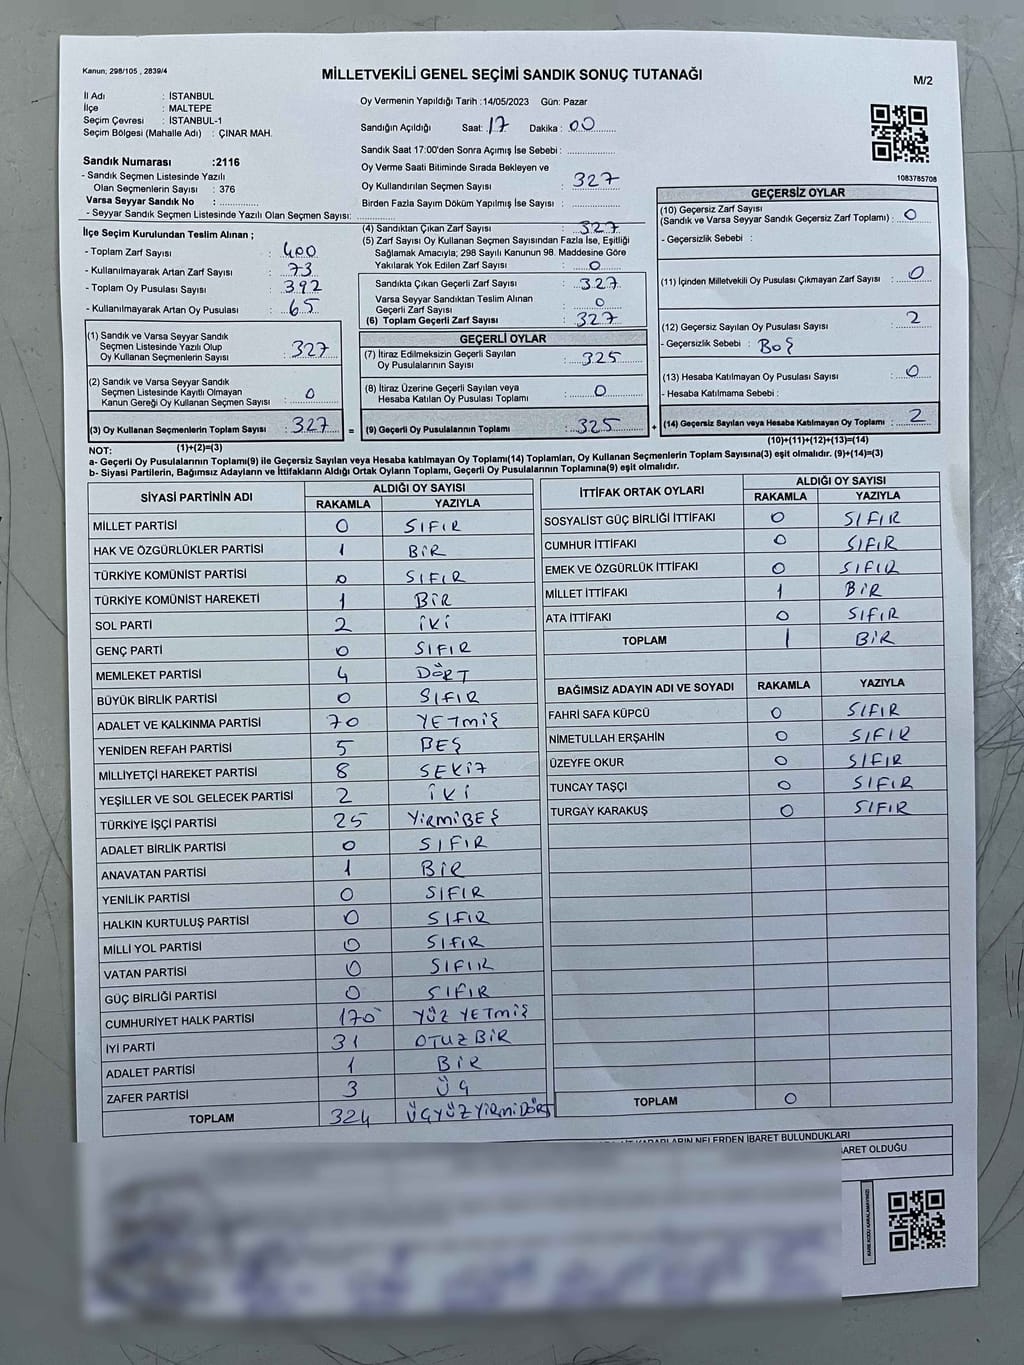 Kanun; 298/105 , 2839/4
MİLLETVEKİLİ GENEL SEÇİMİ SANDIK SONUÇ TUTANAĞI
M/2
İl Adı : İSTANBUL
İlçe : MALTEPE
Seçim Çevresi : İSTANBUL-1
Seçim Bölgesi (Mahalle Adı) : ÇINAR MAH.
Sandık Numarası :2116
- Sandık Seçmen Listesinde Yazılı
Olan Seçmenlerin Sayısı : 376
Varsa Seyyar Sandık No :
- Seyyar Sandık Seçmen Listesinde Yazılı Olan Seçmen Sayısı:
Oy Vermenin Yapıldığı Tarih :14/05/2023 Gün: Pazar
Sandığın Açıldığı Saat: 17 Dakika : 00
Sandık Saat 17:00'den Sonra Açımış İse Sebebi :
Oy Verme Saati Bitiminde Sırada Bekleyen ve
Oy Kullandırılan Seçmen Sayısı : 327
Birden Fazla Sayım Döküm Yapılmış İse Sayısı :
1083785708
İlçe Seçim Kurulundan Teslim Alınan ;
- Toplam Zarf Sayısı : 400
- Kullanılmayarak Artan Zarf Sayısı : 73
- Toplam Oy Pusulası Sayısı : 392
- Kullanılmayarak Artan Oy Pusulası : 65
(1) Sandık ve Varsa Seyyar Sandık
Seçmen Listesinde Yazılı Olup
Oy Kullanan Seçmenlerin Sayısı : 327
(2) Sandık ve Varsa Seyyar Sandık
Seçmen Listesinde Kayıtlı Olmayan
Kanun Gereği Oy Kullanan Seçmen Sayısı : 0
(3) Oy Kullanan Seçmenlerin Toplam Sayısı : 327
(4) Sandıktan Çıkan Zarf Sayısı : 327
(5) Zarf Sayısı Oy Kullanan Seçmen Sayısından Fazla İse, Eşitliği
Sağlamak Amacıyla; 298 Sayılı Kanunun 98. Maddesine Göre
Yakılarak Yok Edilen Zarf Sayısı : 0
Sandıkta Çıkan Geçerli Zarf Sayısı : 327
Varsa Seyyar Sandıktan Teslim Alınan
Geçerli Zarf Sayısı : 0
(6) Toplam Geçerli Zarf Sayısı : 327
GEÇERLİ OYLAR
(7) İtiraz Edilmeksizin Geçerli Sayılan
Oy Pusulalarının Sayısı : 325
(8) İtiraz Üzerine Geçerli Sayılan veya
Hesaba Katılan Oy Pusulası Toplamı : 0
= (9) Geçerli Oy Pusulalarının Toplamı : 325 +
GEÇERSİZ OYLAR
(10) Geçersiz Zarf Sayısı
(Sandık ve Varsa Seyyar Sandık Geçersiz Zarf Toplamı) : 0
- Geçersizlik Sebebi :
(11) İçinden Milletvekili Oy Pusulası Çıkmayan Zarf Sayısı : 0
(12) Geçersiz Sayılan Oy Pusulası Sayısı : 2
- Geçersizlik Sebebi : BOŞ
(13) Hesaba Katılmayan Oy Pusulası Sayısı : 0
- Hesaba Katılmama Sebebi :
(14) Geçersiz Sayılan veya Hesaba Katılmayan Oy Toplamı : 2
NOT: (1)+(2)=(3)
(10)+(11)+(12)+(13)=(14)
a- Geçerli Oy Pusulalarının Toplamı(9) ile Geçersiz Sayılan veya Hesaba katılmayan Oy Toplamı(14) Toplamları, Oy Kullanan Seçmenlerin Toplam Sayısına(3) eşit olmalıdır. (9)+(14)=(3)
b- Siyasi Partilerin, Bağımsız Adayların ve İttifakların Aldığı Ortak Oyların Toplamı, Geçerli Oy Pusulalarının Toplamına(9) eşit olmalıdır.
SİYASİ PARTİNİN ADI ALDIĞI OY SAYISI
RAKAMLA YAZIYLA
MİLLET PARTİSİ 0 SIFIR
HAK VE ÖZGÜRLÜKLER PARTİSİ 1 BİR
TÜRKİYE KOMÜNİST PARTİSİ 0 SIFIR
TÜRKİYE KOMÜNİST HAREKETİ 1 BİR
SOL PARTİ 2 İKİ
GENÇ PARTİ 0 SIFIR
MEMLEKET PARTİSİ 4 DÖRT
BÜYÜK BİRLİK PARTİSİ 0 SIFIR
ADALET VE KALKINMA PARTİSİ 70 YETMİŞ
YENİDEN REFAH PARTİSİ 5 BEŞ
MİLLİYETÇİ HAREKET PARTİSİ 8 SEKİZ
YEŞİLLER VE SOL GELECEK PARTİSİ 2 İKİ
TÜRKİYE İŞÇİ PARTİSİ 25 YİRMİBEŞ
ADALET BİRLİK PARTİSİ 0 SIFIR
ANAVATAN PARTİSİ 1 BİR
YENİLİK PARTİSİ 0 SIFIR
HALKIN KURTULUŞ PARTİSİ 0 SIFIR
MİLLİ YOL PARTİSİ 0 SIFIR
VATAN PARTİSİ 0 SIFIR
GÜÇ BİRLİĞİ PARTİSİ 0 SIFIR
CUMHURİYET HALK PARTİSİ 170 YÜZ YETMİŞ
İYİ PARTİ 31 OTUZ BİR
ADALET PARTİSİ 1 BİR
ZAFER PARTİSİ 3 ÜÇ
TOPLAM 324 ÜÇYÜZ YİRMİDÖRT
İTTİFAK ORTAK OYLARI ALDIĞI OY SAYISI
RAKAMLA YAZIYLA
SOSYALİST GÜÇ BİRLİĞİ İTTİFAKI 0 SIFIR
CUMHUR İTTİFAKI 0 SIFIR
EMEK VE ÖZGÜRLÜK İTTİFAKI 0 SIFIR
MİLLET İTTİFAKI 1 BİR
ATA İTTİFAKI 0 SIFIR
TOPLAM 1 BİR
BAĞIMSIZ ADAYIN ADI VE SOYADI RAKAMLA YAZIYLA
FAHRİ SAFA KÜPCÜ 0 SIFIR
NİMETULLAH ERŞAHİN 0 SIFIR
ÜZEYFE OKUR 0 SIFIR
TUNCAY TAŞÇI 0 SIFIR
TURGAY KARAKUŞ 0 SIFIR
TOPLAM 0
KARARLARIN NELERDEN İBARET BULUNDUKLARI
OLDUĞU
KARE KODU KARALAMAYINIZ!